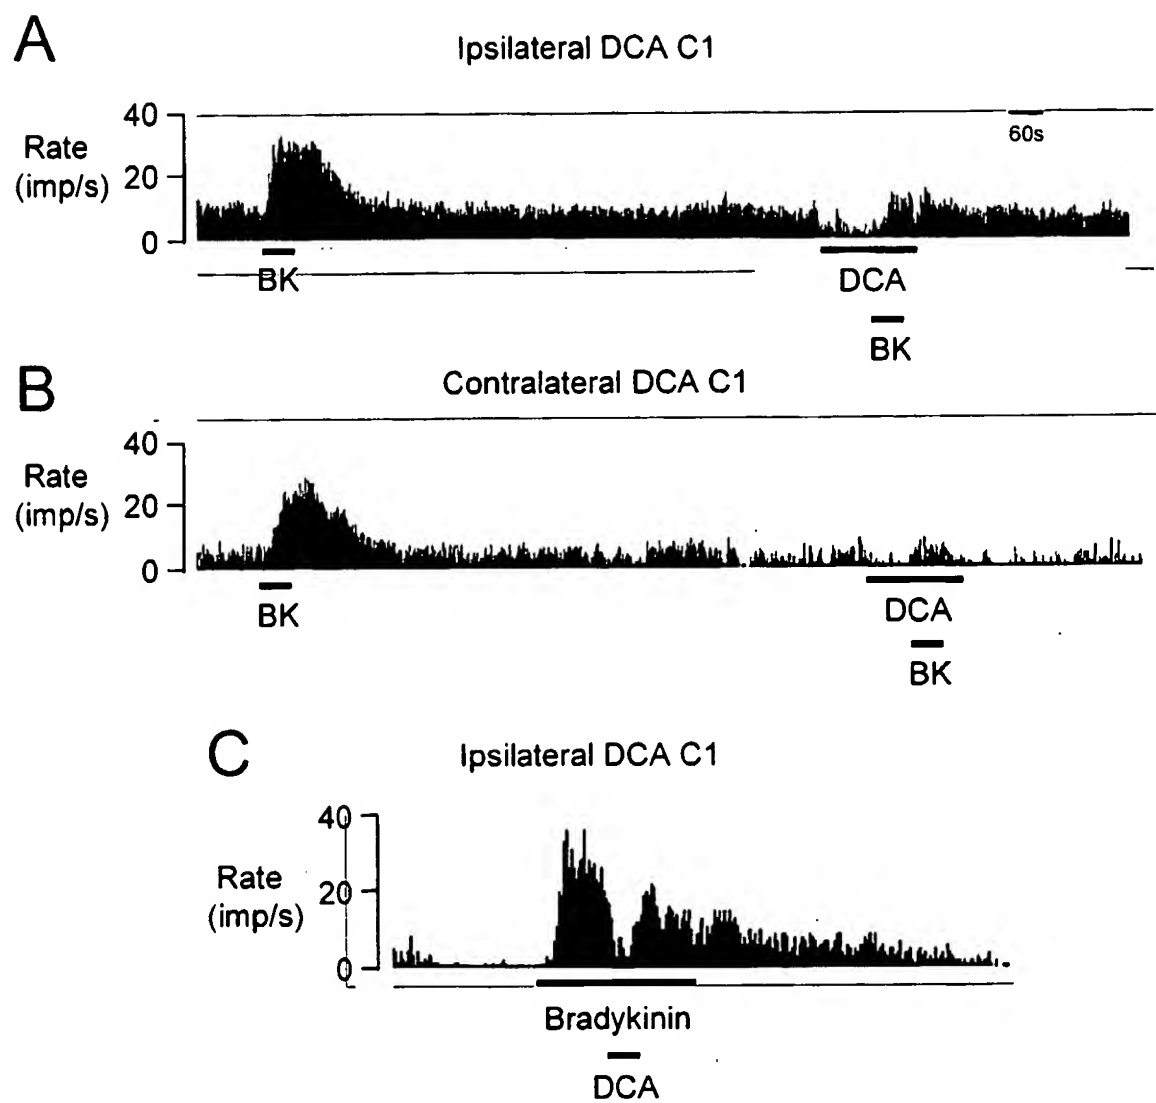 A
Ipsilateral DCA C1
40
60s
Rate
(imp/s)
20
0
BK
DCA
BK
B
Contralateral DCA C1
40
Rate
(imp/s)
20
0
BK
DCA
BK
C
Ipsilateral DCA C1
40
Rate
(imp/s)
20
0
Bradykinin
DCA